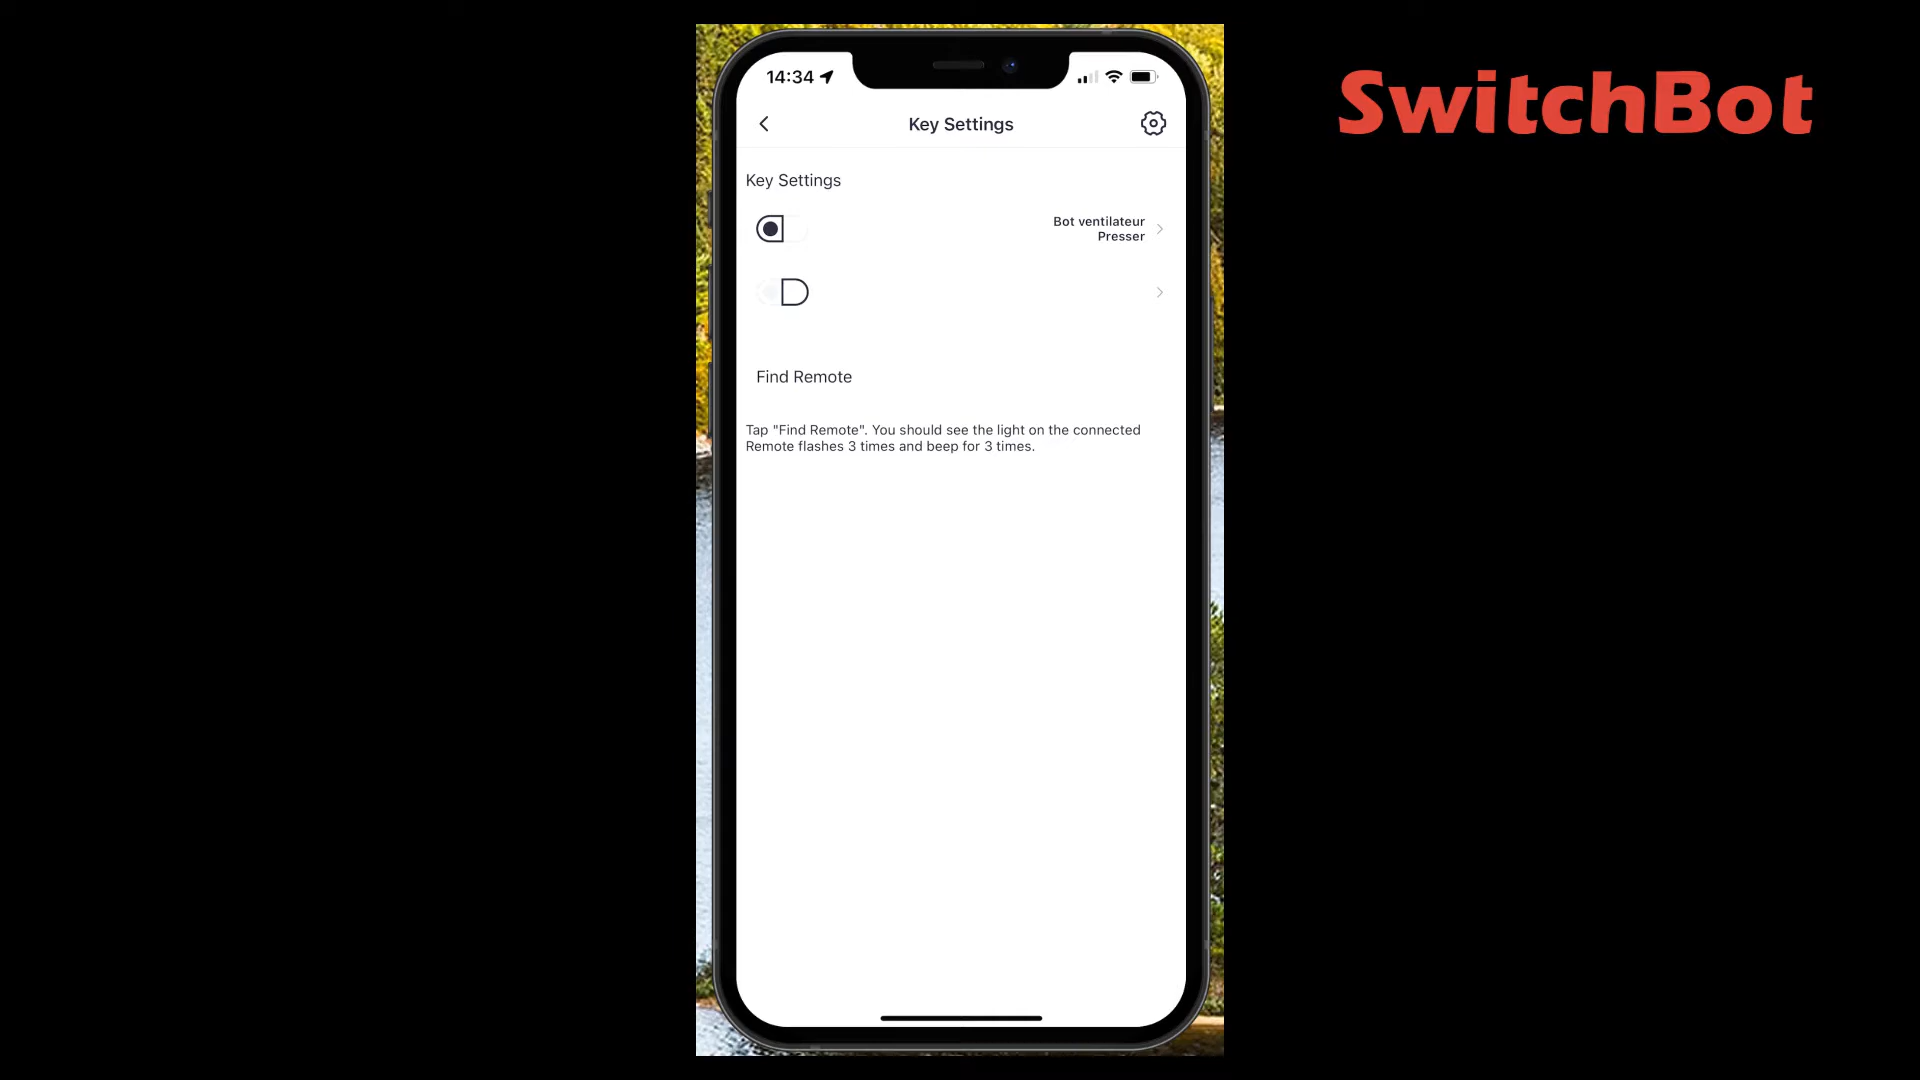 SwitchBot
14:34
Key Settings
Key Settings
Bot ventilateur
Presser
Find Remote
Tap "Find Remote". You should see the light on the connected
Remote flashes 3 times and beep for 3 times.